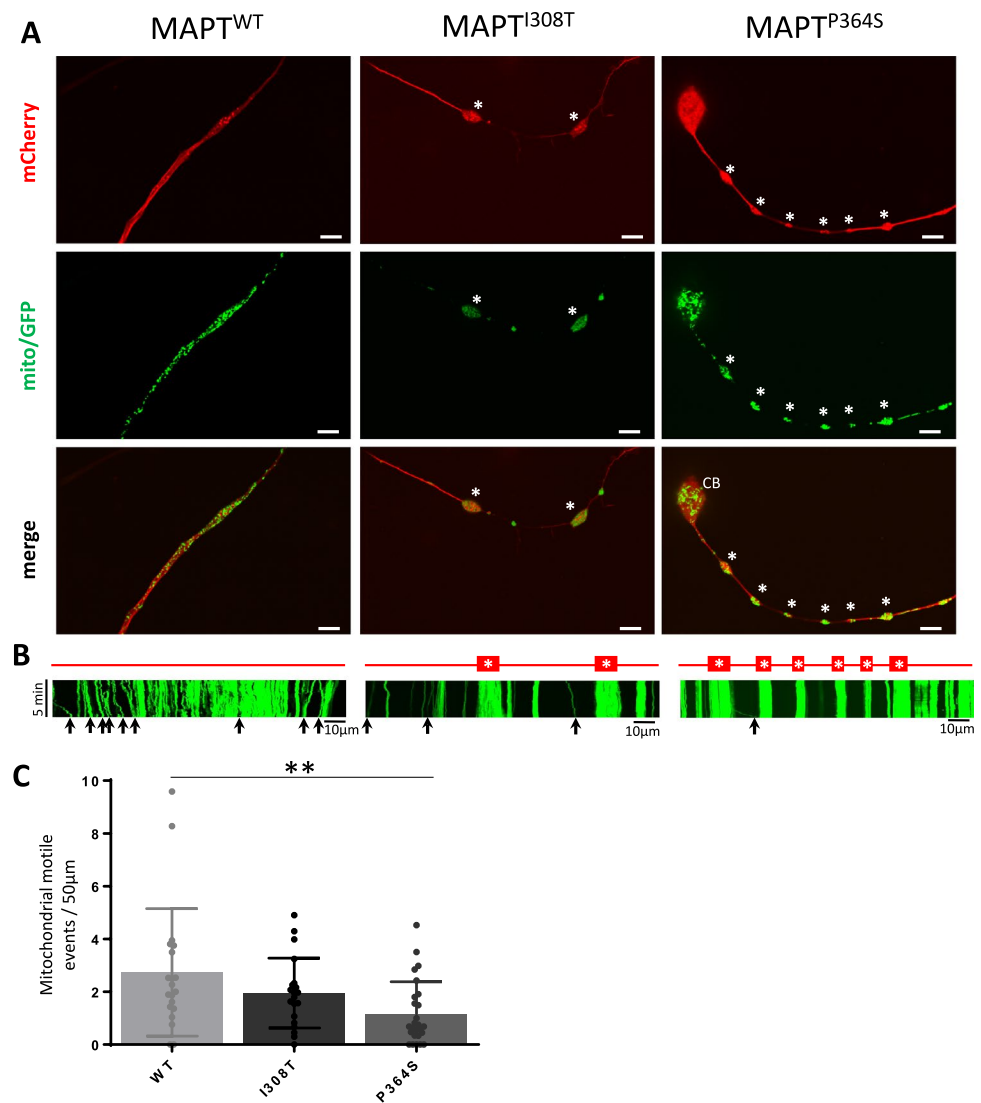 A
MAPTWT MAPTI308T MAPTP364S
mCherry
* *
* * * * * *
mito/GFP
* *
* * * * * *
merge
* *
CB
* * * * * *
B
* * * * * * * *
5 min
10μm 10μm 10μm
C
**
Mitochondrial motile
events / 50μm
10
8
6
4
2
0
WT I308T P364S